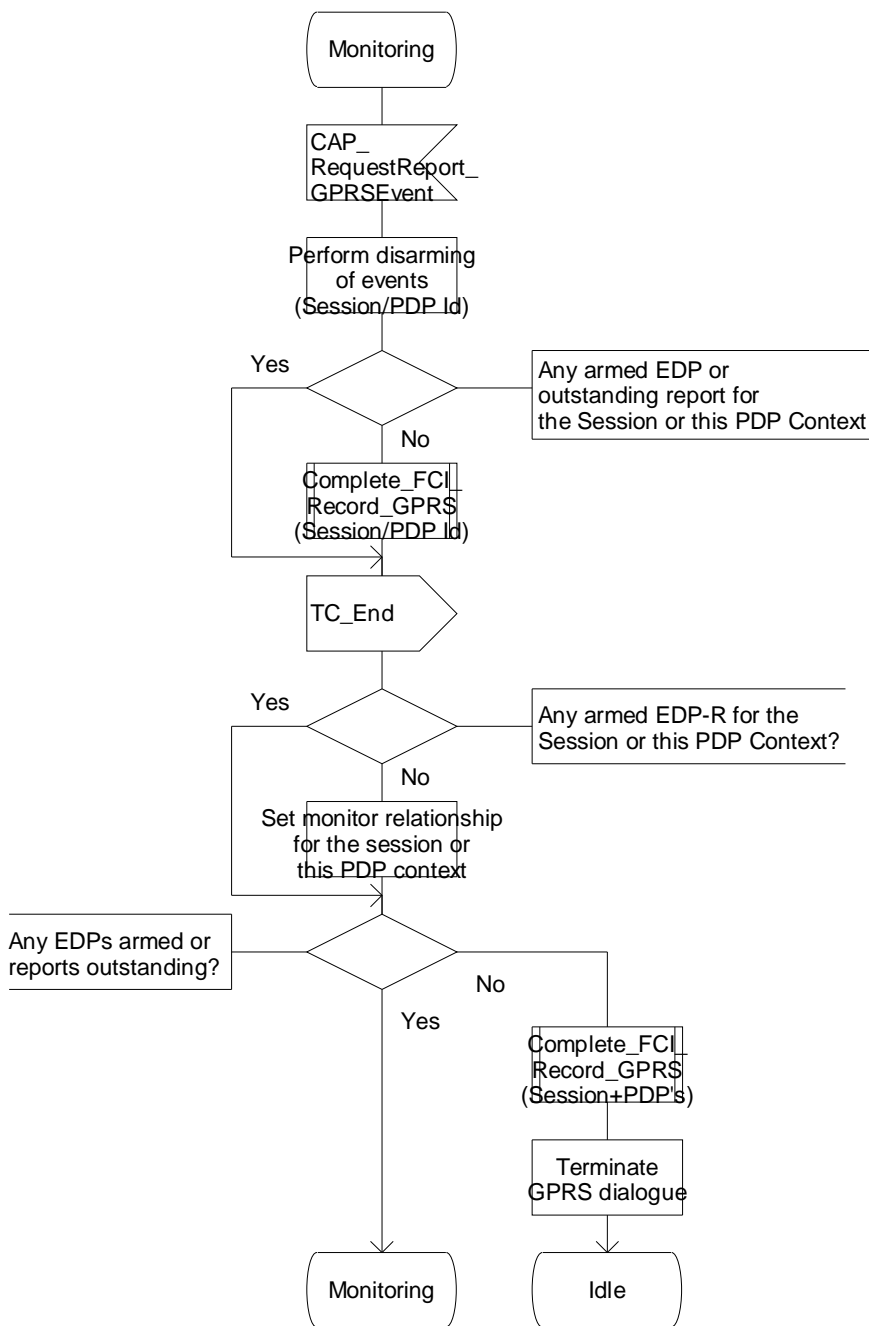 Monitoring
CAP_
RequestReport_
GPRSEvent
Perform disarming
of events
(Session/PDP Id)
Yes
Any armed EDP or
outstanding report for
the Session or this PDP Context
No
Complete_FCI_
Record_GPRS
(Session/PDP Id)
TC_End
Yes
Any armed EDP-R for the
Session or this PDP Context?
No
Set monitor relationship
for the session or
this PDP context
Any EDPs armed or
reports outstanding?
No
Yes
Complete_FCI_
Record_GPRS
(Session+PDP's)
Terminate
GPRS dialogue
Monitoring
Idle